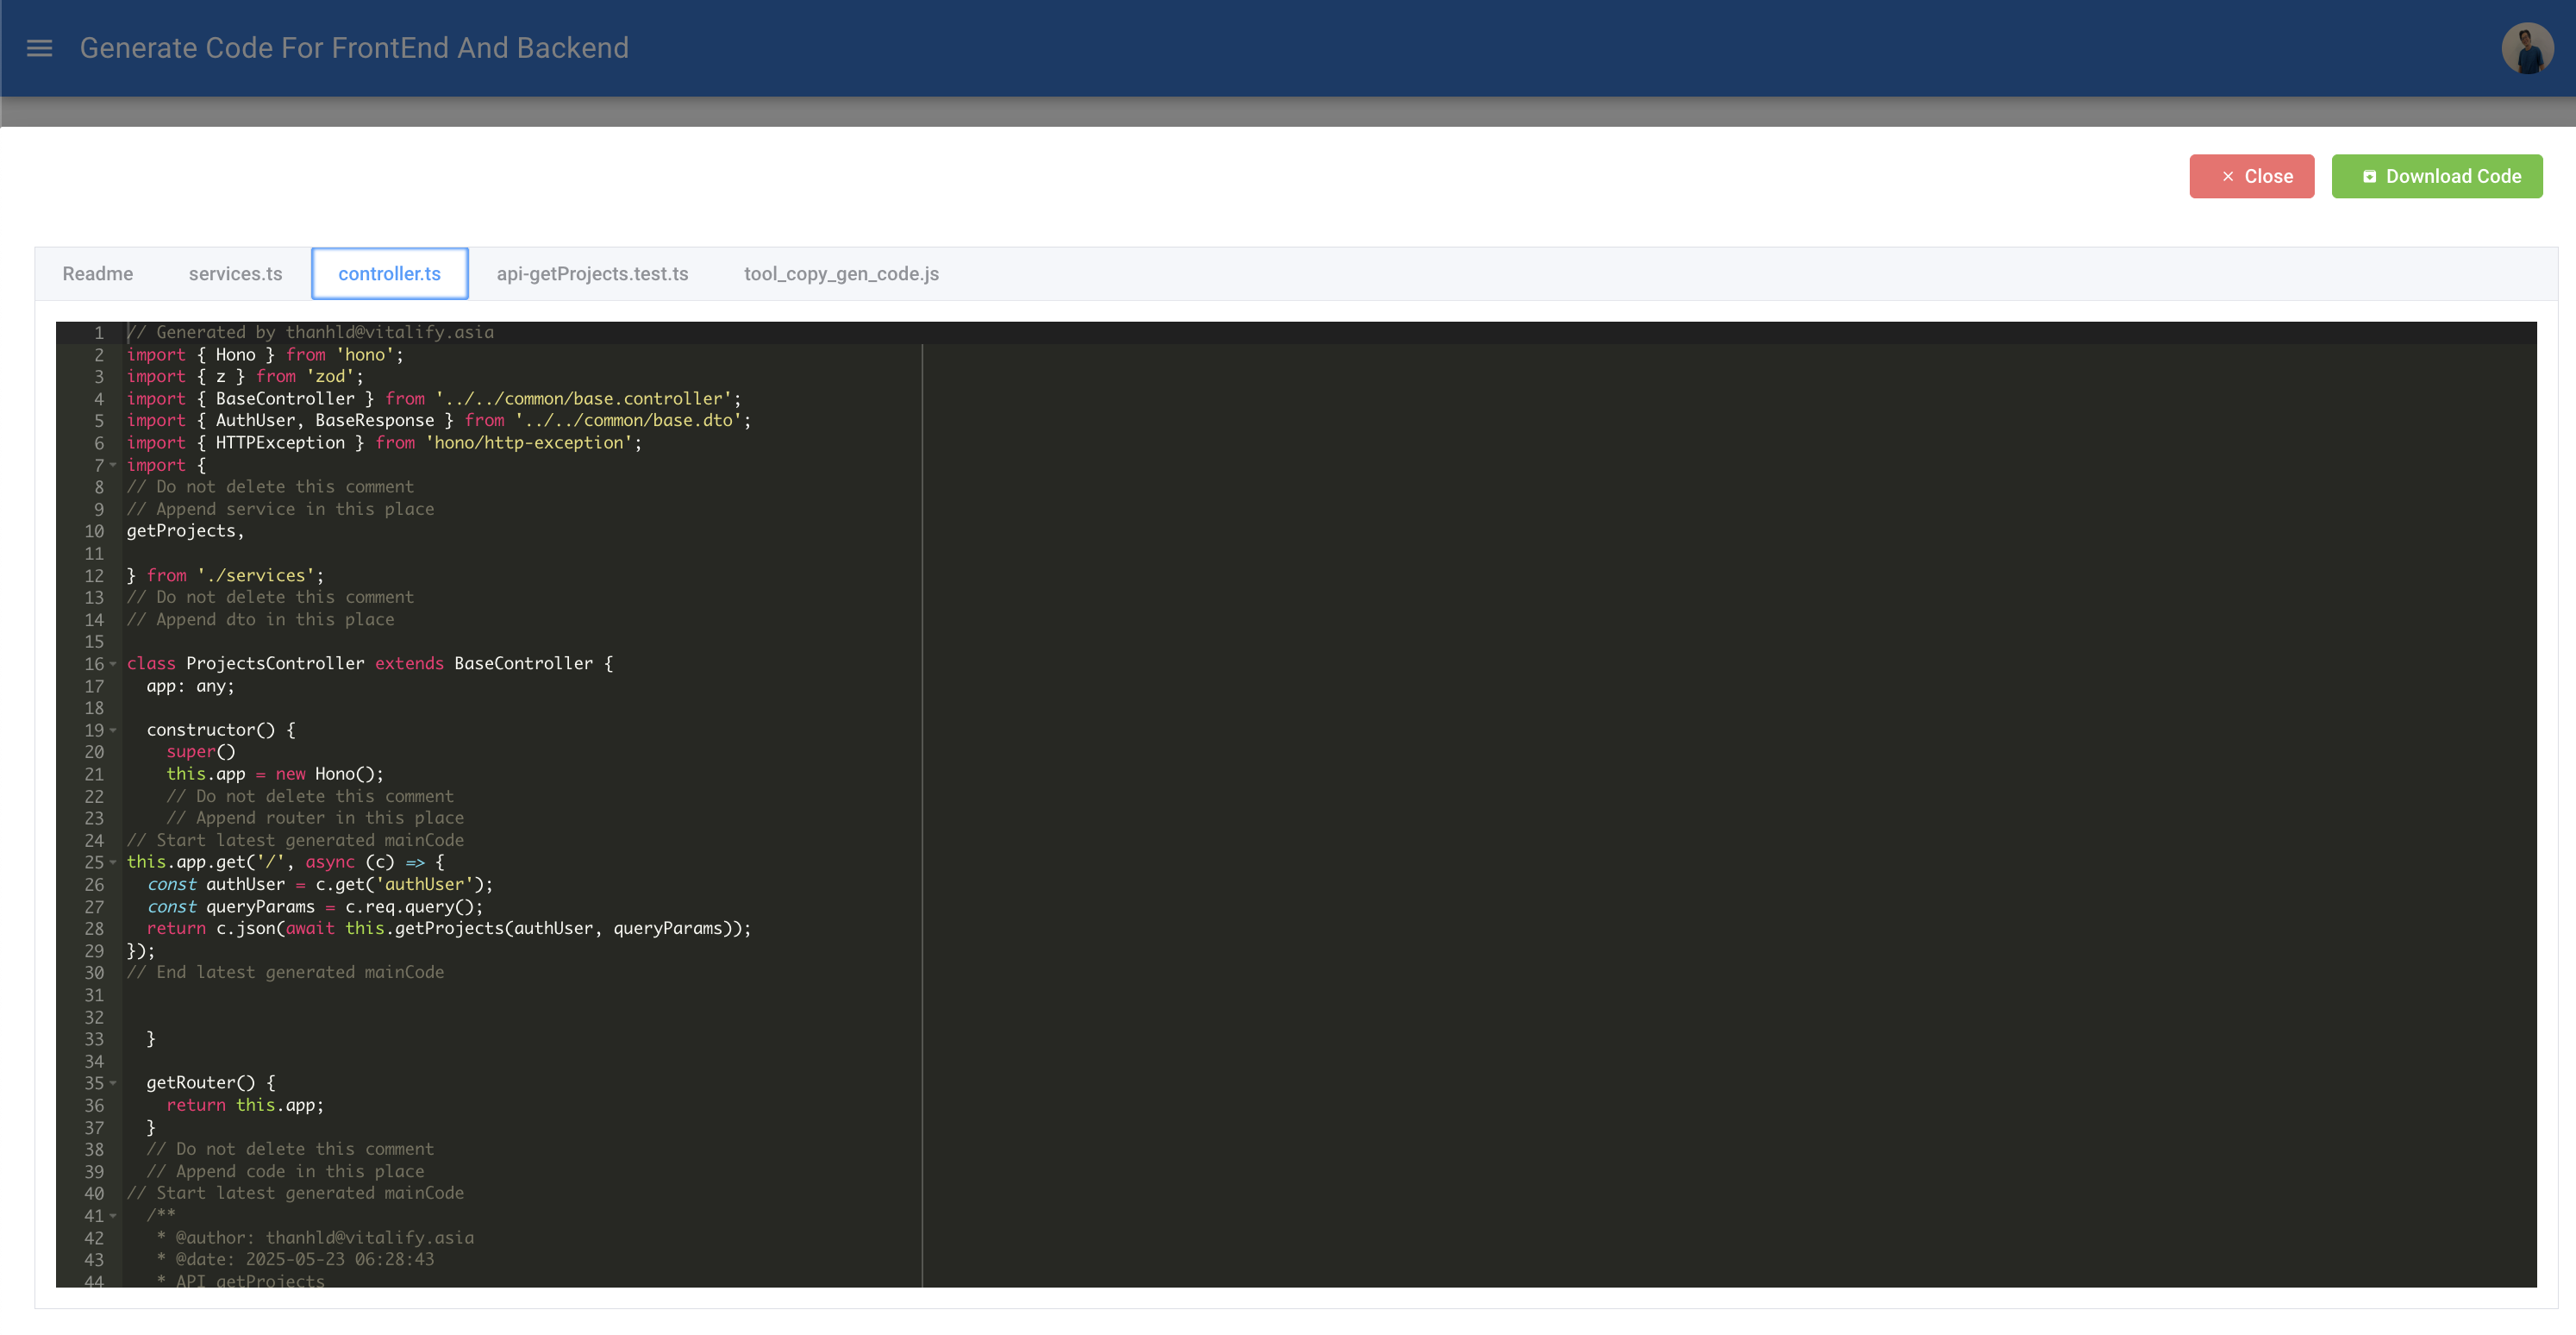 Generate Code For FrontEnd And Backend
Close
Download Code
Readme
services.ts
controller.ts
api-getProjects.test.ts
tool_copy_gen_code.js
1 // Generated by thanhld@vitalify.asia
2 import { Hono } from 'hono';
3 import { z } from 'zod';
4 import { BaseController } from '../../common/base.controller';
5 import { AuthUser, BaseResponse } from '../../common/base.dto';
6 import { HTTPException } from 'hono/http-exception';
7 import {
8 // Do not delete this comment
9 // Append service in this place
10 getProjects,
11
12 } from './services';
13 // Do not delete this comment
14 // Append dto in this place
15
16 class ProjectsController extends BaseController {
17   app: any;
18
19   constructor() {
20     super()
21     this.app = new Hono();
22     // Do not delete this comment
23     // Append router in this place
24 // Start latest generated mainCode
25 this.app.get('/', async (c) => {
26   const authUser = c.get('authUser');
27   const queryParams = c.req.query();
28   return c.json(await this.getProjects(authUser, queryParams));
29 });
30 // End latest generated mainCode
31
32
33   }
34
35   getRouter() {
36     return this.app;
37   }
38   // Do not delete this comment
39   // Append code in this place
40 // Start latest generated mainCode
41   /**
42    * @author: thanhld@vitalify.asia
43    * @date: 2025-05-23 06:28:43
44    * API getProjects